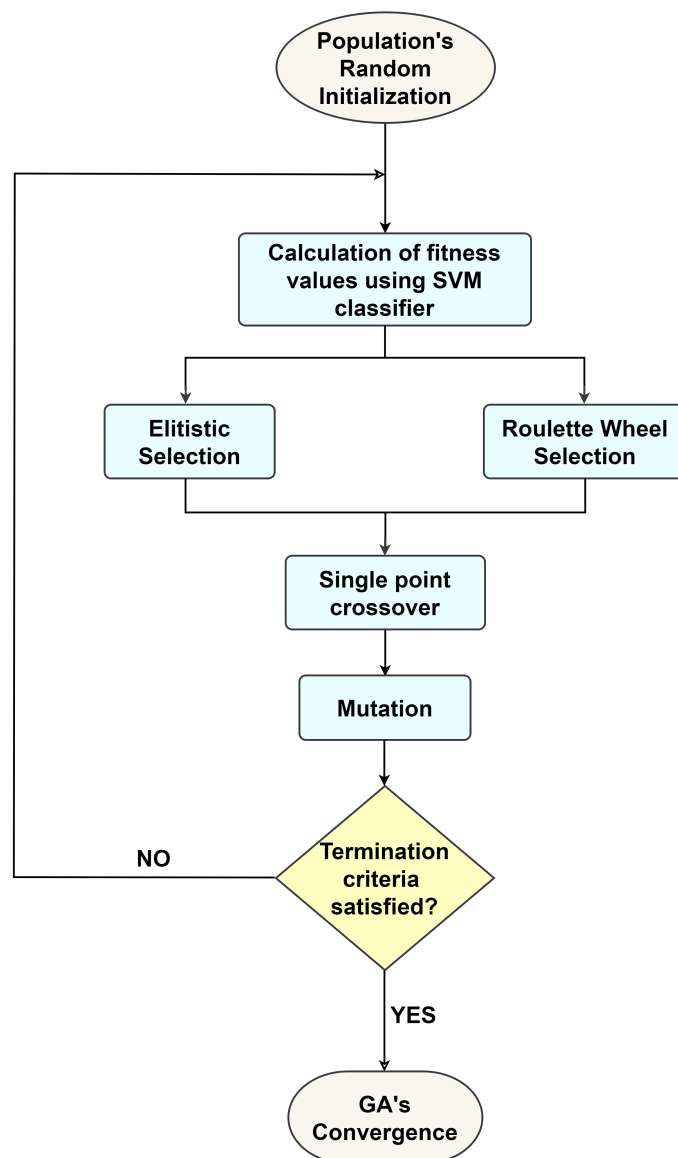 Population's
Random
Initialization
Calculation of fitness
values using SVM
classifier
Elitistic
Selection
Roulette Wheel
Selection
Single point
crossover
Mutation
Termination
criteria
satisfied?
NO
YES
GA's
Convergence